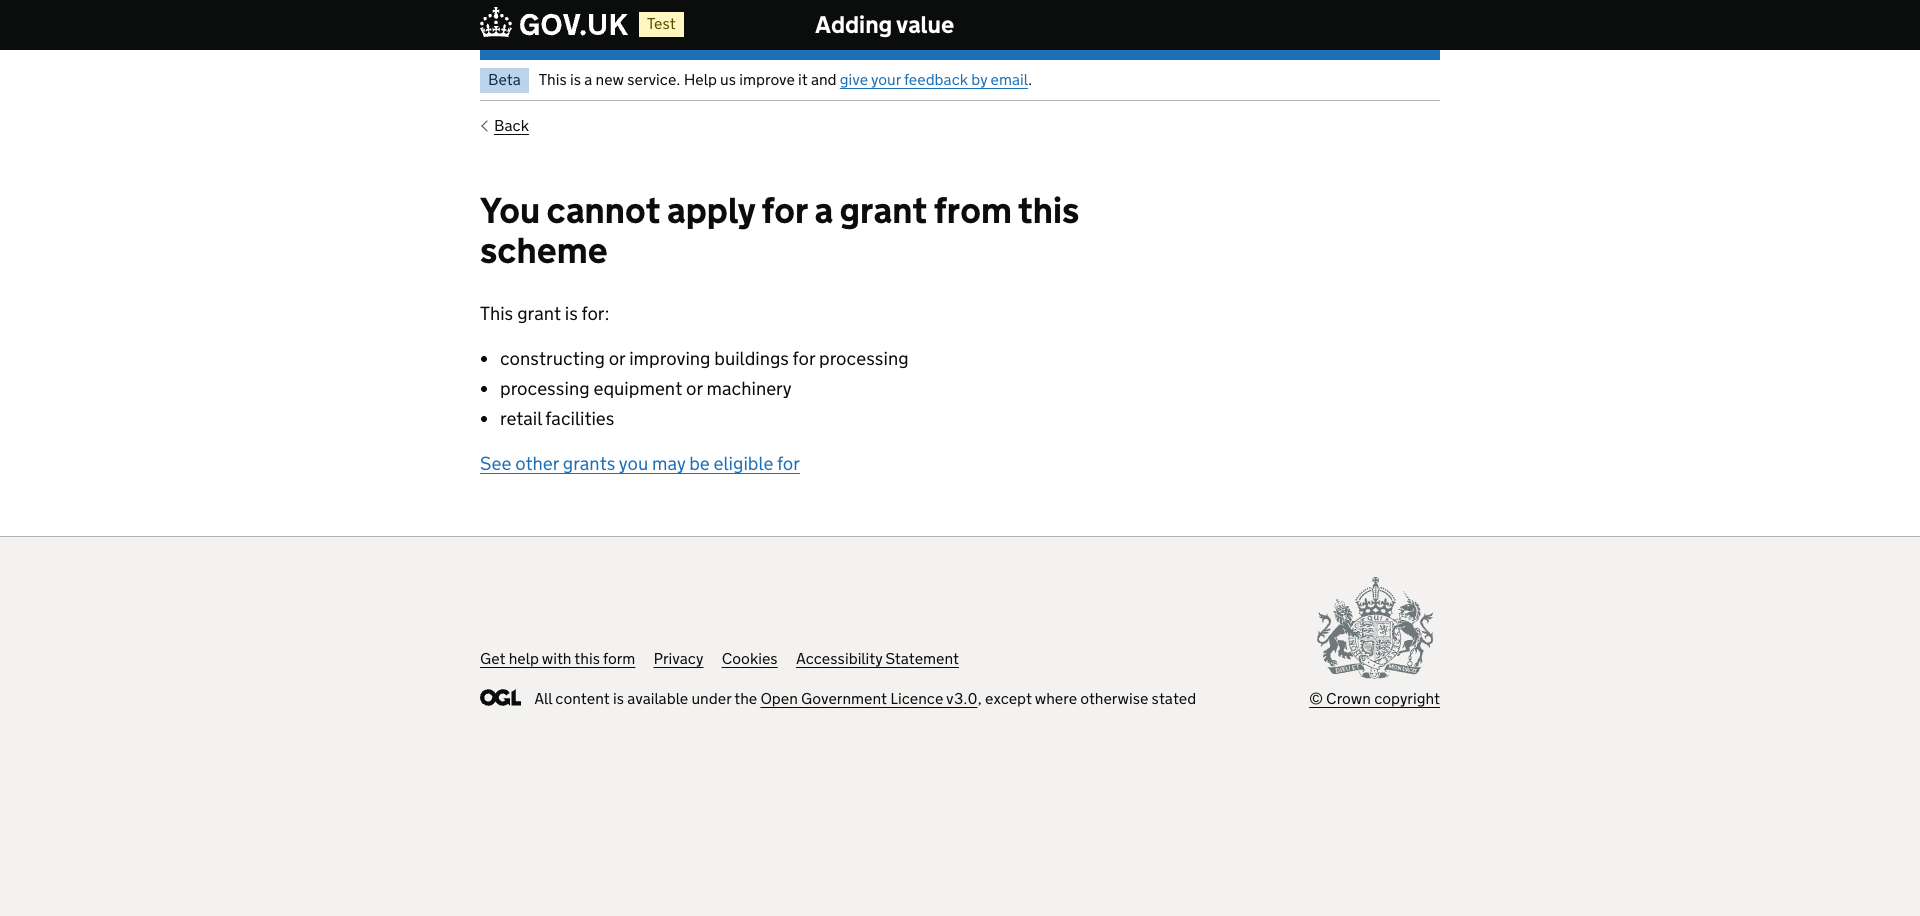 GOV.UK Test Adding value
Beta This is a new service. Help us improve it and give your feedback by email.
Back
You cannot apply for a grant from this
scheme
This grant is for:
• constructing or improving buildings for processing
• processing equipment or machinery
• retail facilities
See other grants you may be eligible for
Get help with this form Privacy Cookies Accessibility Statement
OGL All content is available under the Open Government Licence v3.0, except where otherwise stated
© Crown copyright